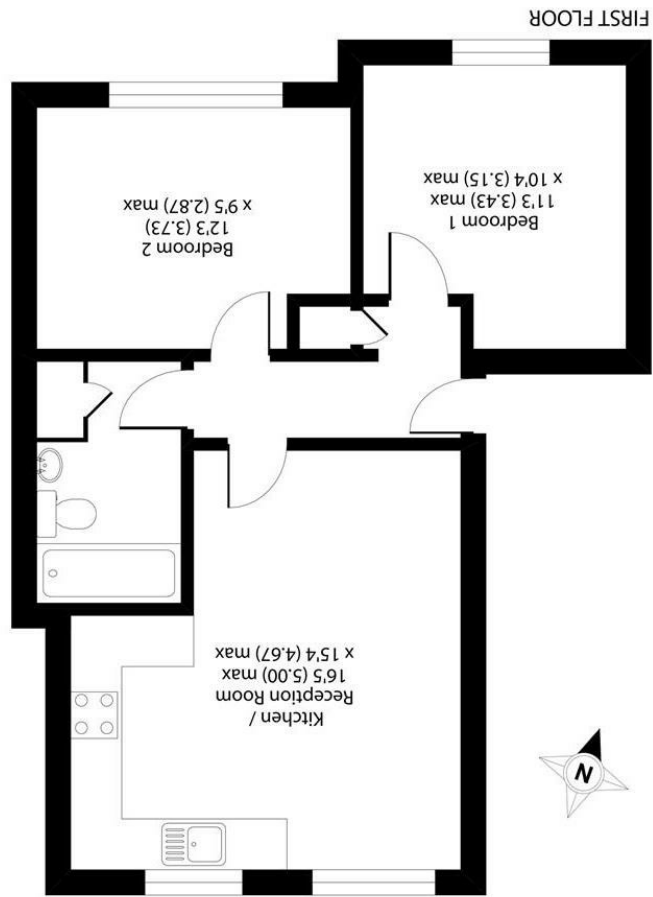 Kitchen /
Reception Room
16'5 (5.00) max
x 15'4 (4.67) max
N
Bedroom 2
12'3 (3.73)
x 9'5 (2.87) max
Bedroom 1
11'3 (3.43) max
x 10'4 (3.15) max
FIRST FLOOR